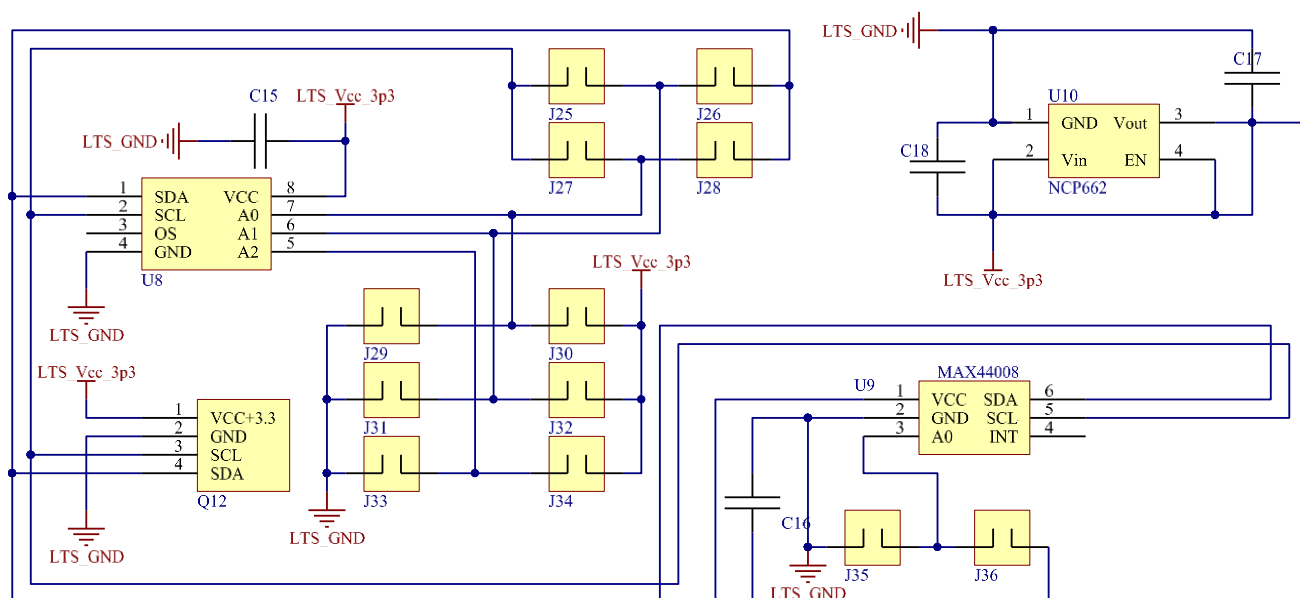 LTS_GND
C17
J25
J26
C15
LTS_Vcc_3p3
U10
LTS_GND
1 GND Vout 3
C18
J27
J28
2 Vin EN 4
NCP662
1 SDA VCC 8
2 SCL A0 7
3 OS A1 6
4 GND A2 5
U8
LTS_Vcc_3p3
LTS_Vcc_3p3
LTS_GND
J29
J30
LTS_Vcc_3p3
MAX44008
U9
1 VCC SDA 6
2 GND SCL 5
3 A0 INT 4
1 VCC+3.3
2 GND
3 SCL
4 SDA
Q12
J31
J32
J33
J34
LTS_GND
LTS_GND
C16
J35
J36
LTS_GND